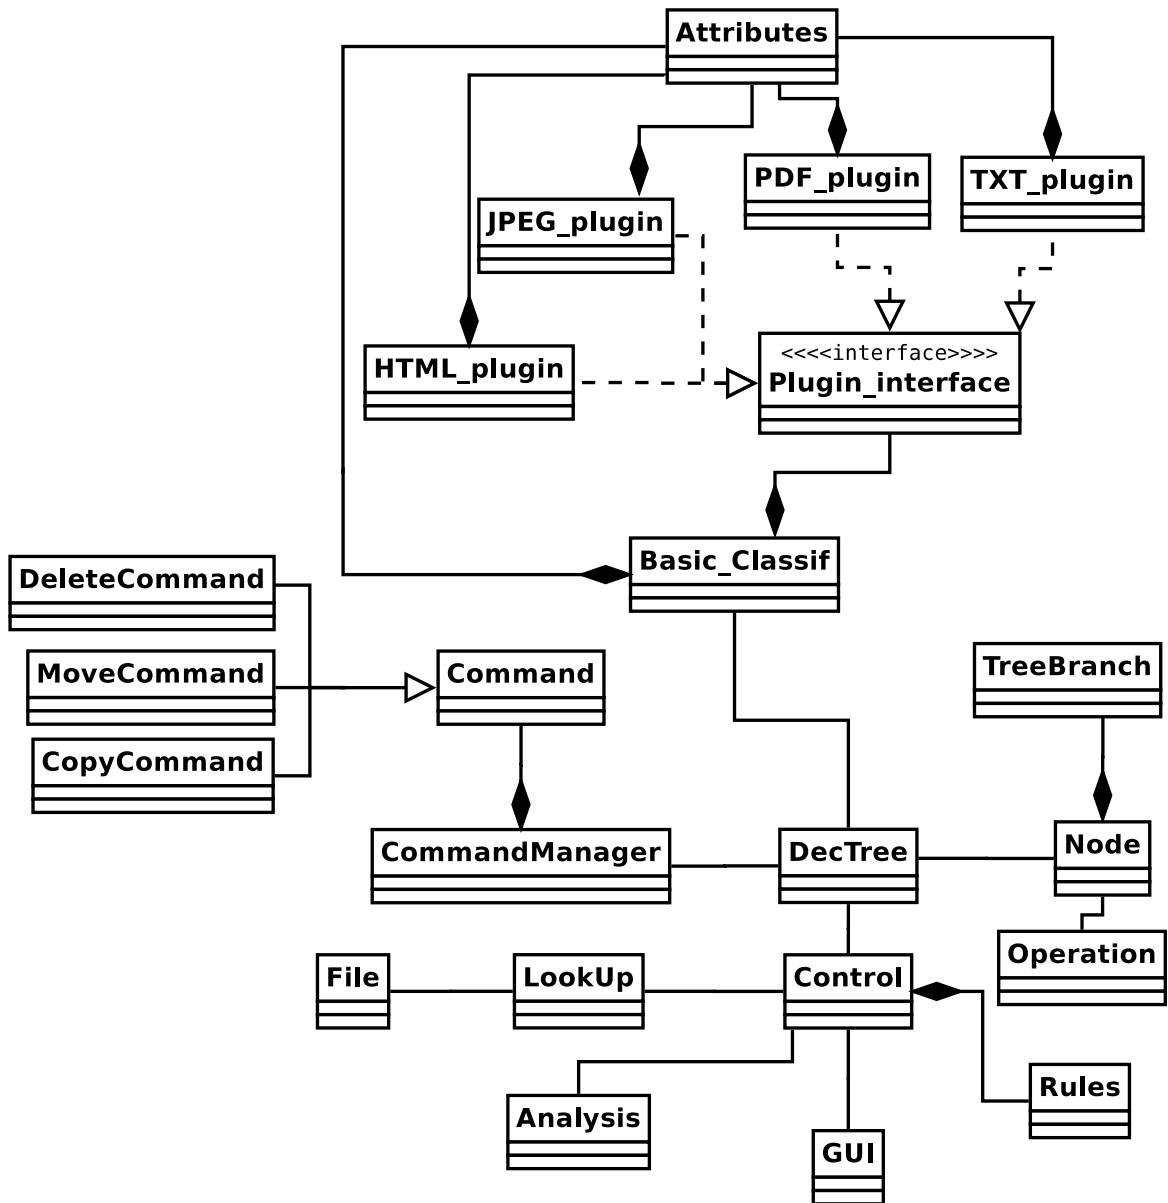 Attributes
PDF_plugin
TXT_plugin
JPEG_plugin
<<<<interface>>>>
Plugin_interface
HTML_plugin
Basic_Classif
DeleteCommand
MoveCommand
Command
TreeBranch
CopyCommand
CommandManager
DecTree
Node
Operation
File
LookUp
Control
Analysis
Rules
GUI